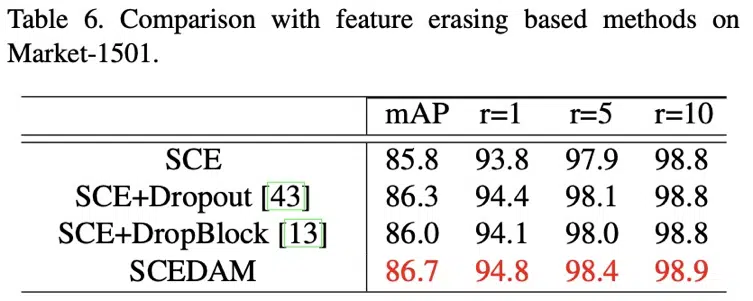 Table 6. Comparison with feature erasing based methods on
Market-1501.
mAP r=1 r=5 r=10
SCE 85.8 93.8 97.9 98.8
SCE+Dropout [43] 86.3 94.4 98.1 98.8
SCE+DropBlock [13] 86.0 94.1 98.0 98.8
SCEDAM 86.7 94.8 98.4 98.9